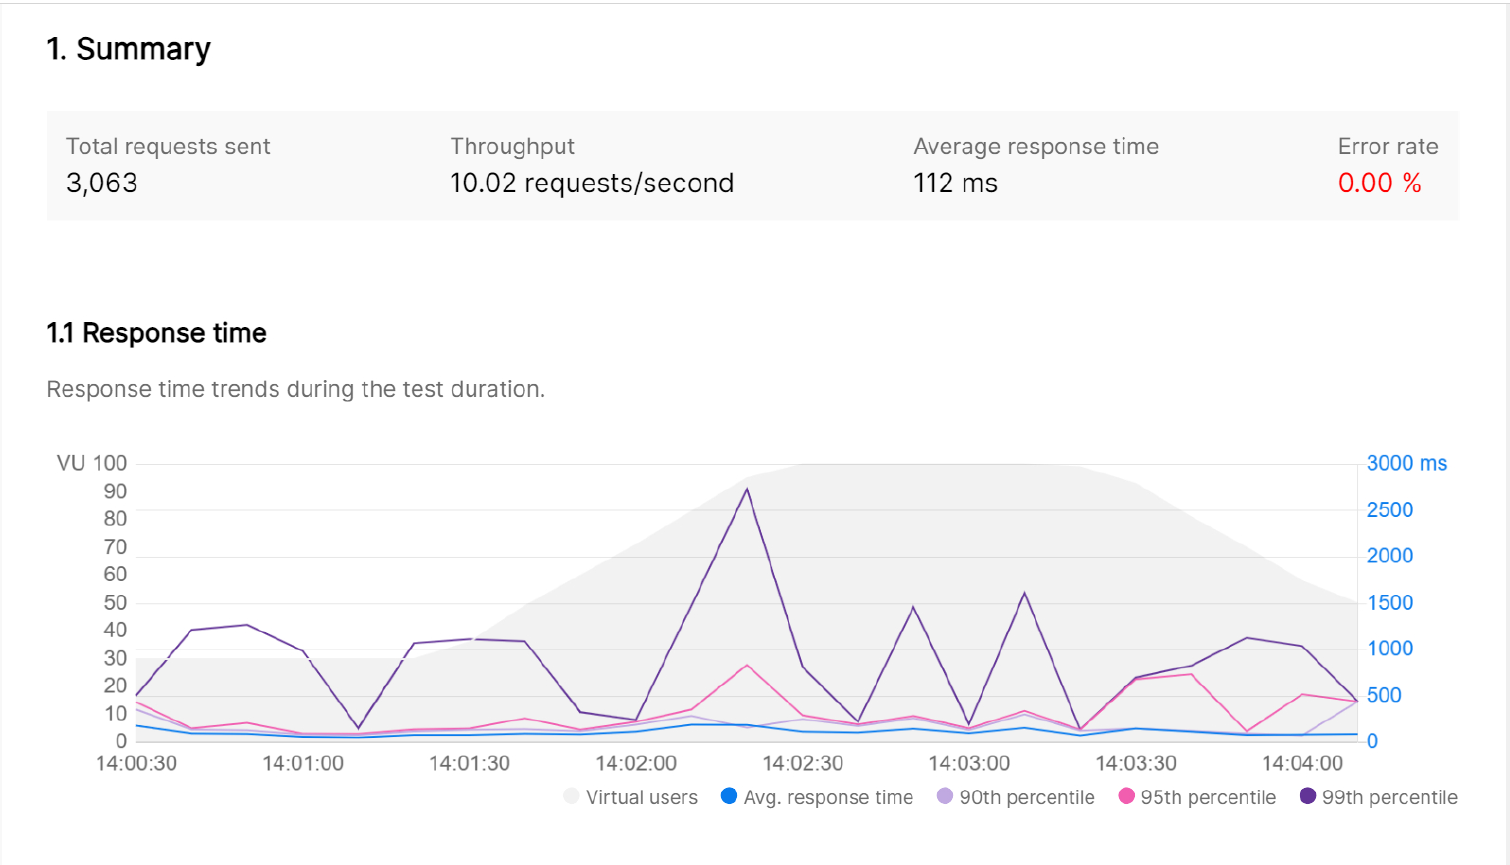 1. Summary
Total requests sent Throughput Average response time Error rate
3,063 10.02 requests/second 112 ms 0.00 %
1.1 Response time
Response time trends during the test duration.
VU 100 3000 ms
90
80 2500
70
60 2000
50 1500
40
30 1000
20 500
10
0 0
14:00:30 14:01:00 14:01:30 14:02:00 14:02:30 14:03:00 14:03:30 14:04:00
Virtual users Avg. response time 90th percentile 95th percentile 99th percentile